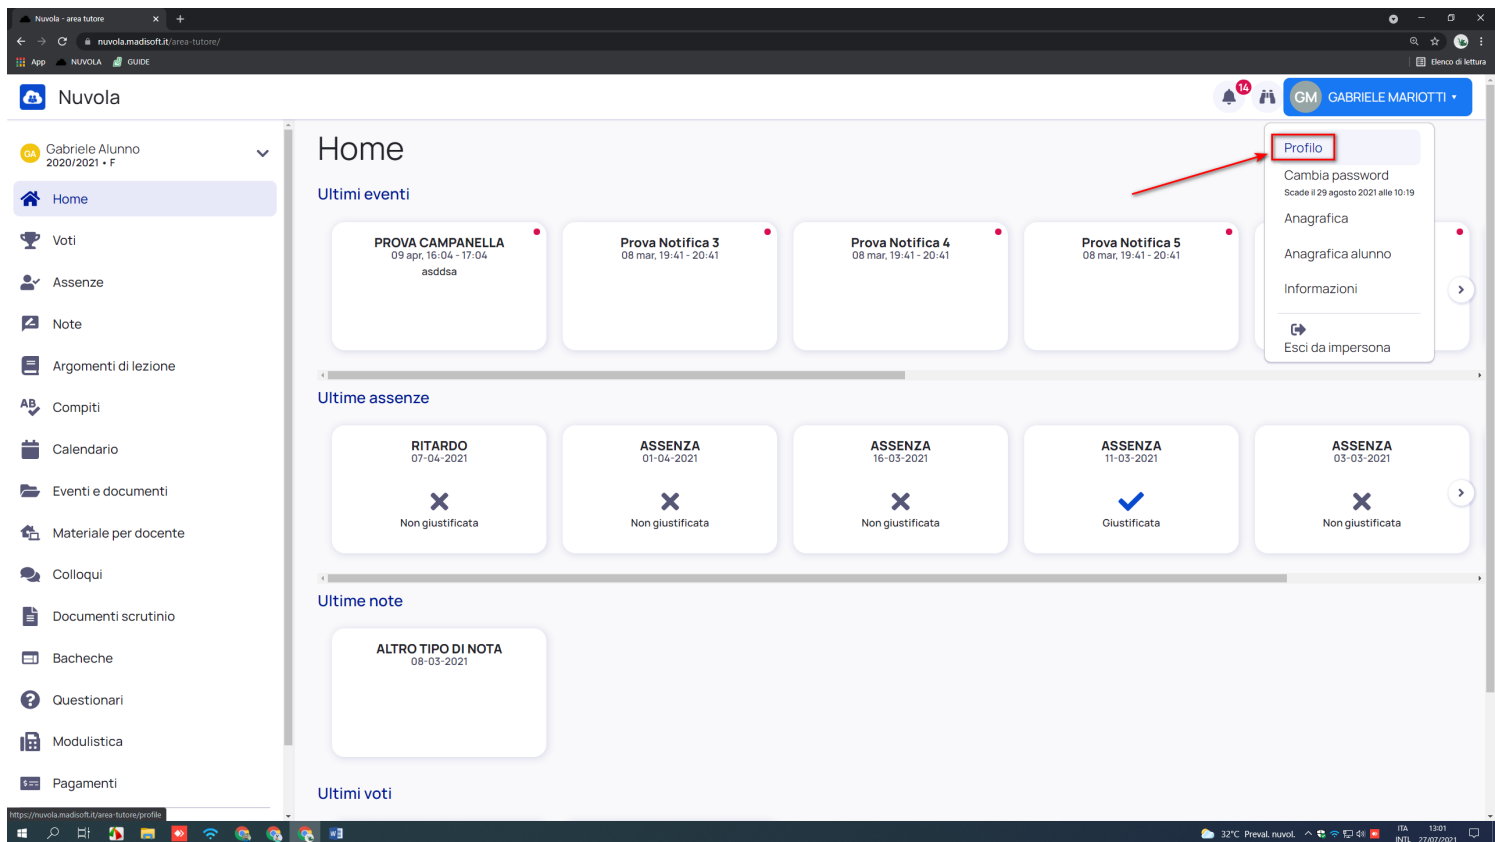 Nuvola - area tutore
nuvola.madisoft.it/area-tutore/
App
NUVOLA
GUIDE
Elenco di lettura
Nuvola
14
GM
GABRIELE MARIOTTI
GA
Gabriele Alunno
2020/2021 • F
Home
Voti
Assenze
Note
Argomenti di lezione
AB
Compiti
Calendario
Eventi e documenti
Materiale per docente
Colloqui
Documenti scrutinio
Bacheche
Questionari
Modulistica
Pagamenti
https://nuvola.madisoft.it/area-tutore/profile
Home
Ultimi eventi
PROVA CAMPANELLA
09 apr, 16:04 - 17:04
asddsa
Prova Notifica 3
08 mar, 19:41 - 20:41
Prova Notifica 4
08 mar, 19:41 - 20:41
Prova Notifica 5
08 mar, 19:41 - 20:41
Profilo
Cambia password
Scade il 29 agosto 2021 alle 10:19
Anagrafica
Anagrafica alunno
Informazioni
Esci da impersona
Ultime assenze
RITARDO
07-04-2021
Non giustificata
ASSENZA
01-04-2021
Non giustificata
ASSENZA
16-03-2021
Non giustificata
ASSENZA
11-03-2021
Giustificata
ASSENZA
03-03-2021
Non giustificata
Ultime note
ALTRO TIPO DI NOTA
08-03-2021
Ultimi voti
32°C Preval. nuvol.
ITA
INTL
13:01
27/07/2021